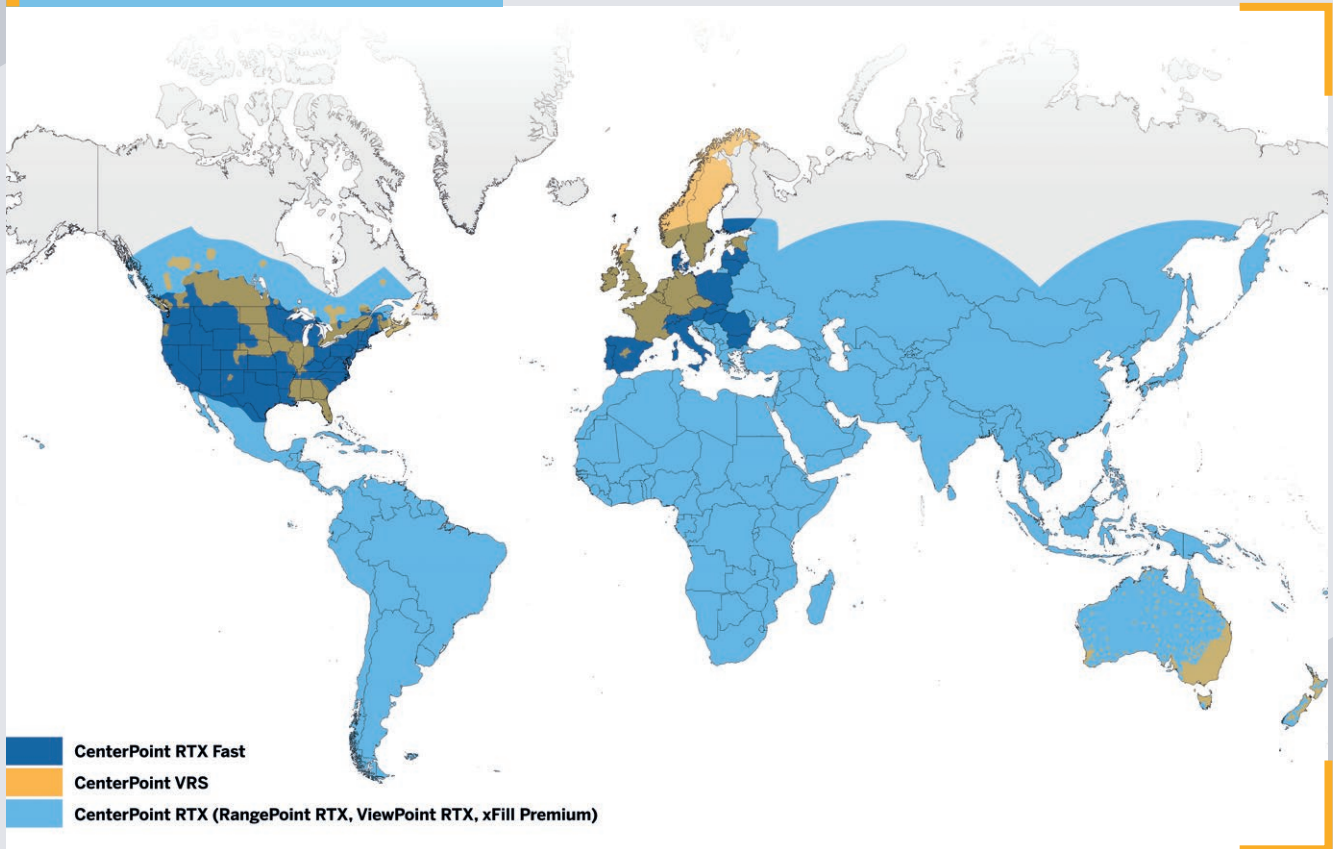 CenterPoint RTX Fast
CenterPoint VRS
CenterPoint RTX (RangePoint RTX, ViewPoint RTX, xFill Premium)